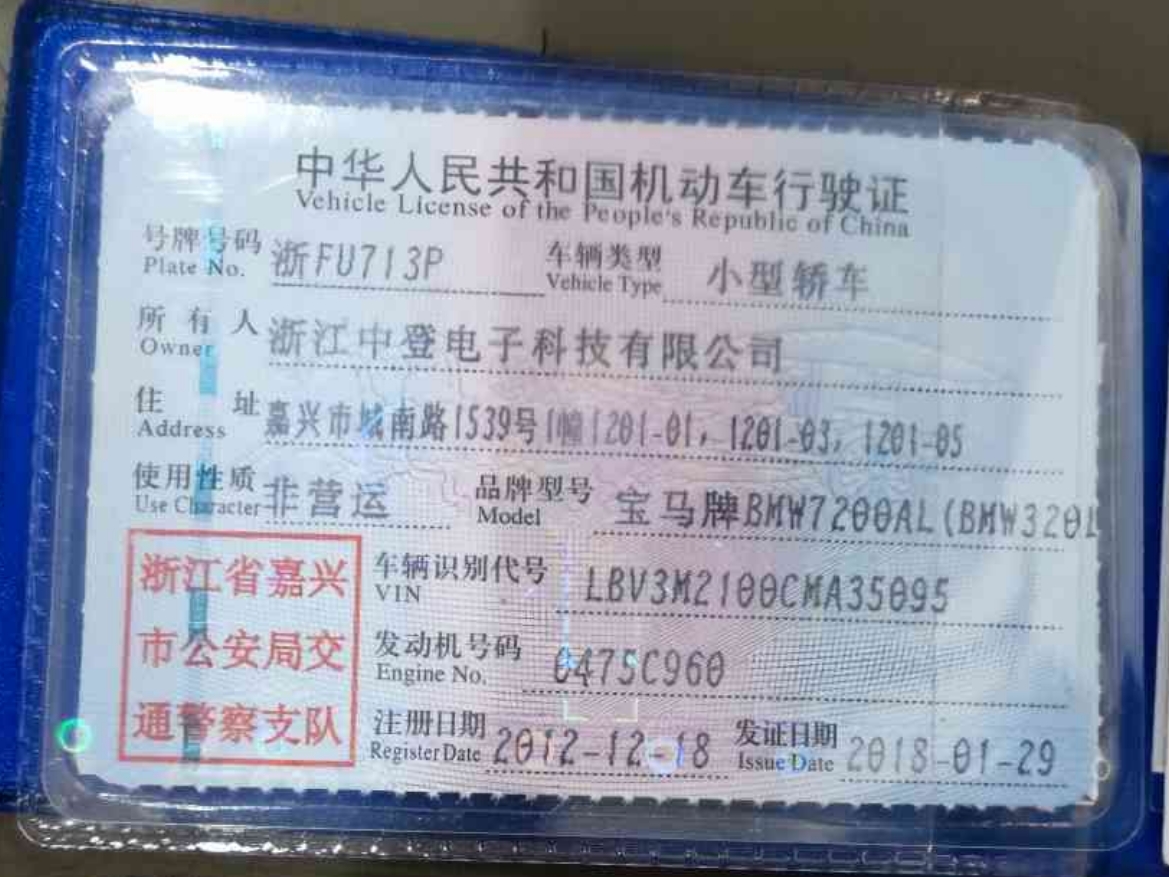 中华人民共和国机动车行驶证
Vehicle License of the People's Republic of China
号牌号码 浙FU713P 车辆类型 小型轿车
Plate No. Vehicle Type
所有人 浙江中登电子科技有限公司
Owner
住址 嘉兴市城南路1539号1幢1201-01，1201-03，1201-05
Address
使用性质 非营运 品牌型号 宝马牌BMW7200AL(BMW320L
Use Character Model
浙江省嘉兴
市公安局交
通警察支队
车辆识别代号 LBV3M2100CMA35095
VIN
发动机号码 0475C960
Engine No.
注册日期 2012-12-18 发证日期 2018-01-29
Register Date Issue Date